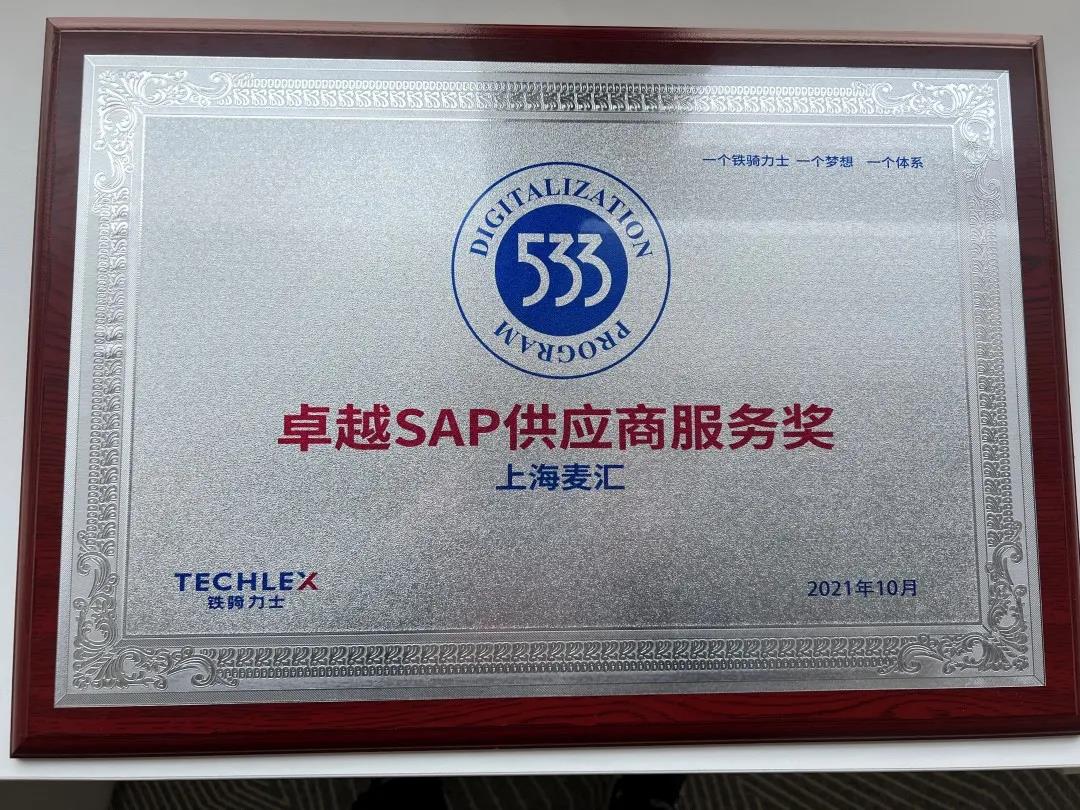 一个铁骑力士 一个梦想 一个体系
DIGITALIZATION
533
PROGRAM
卓越SAP供应商服务奖
上海麦汇
TECHLEX
铁骑力士
2021年10月